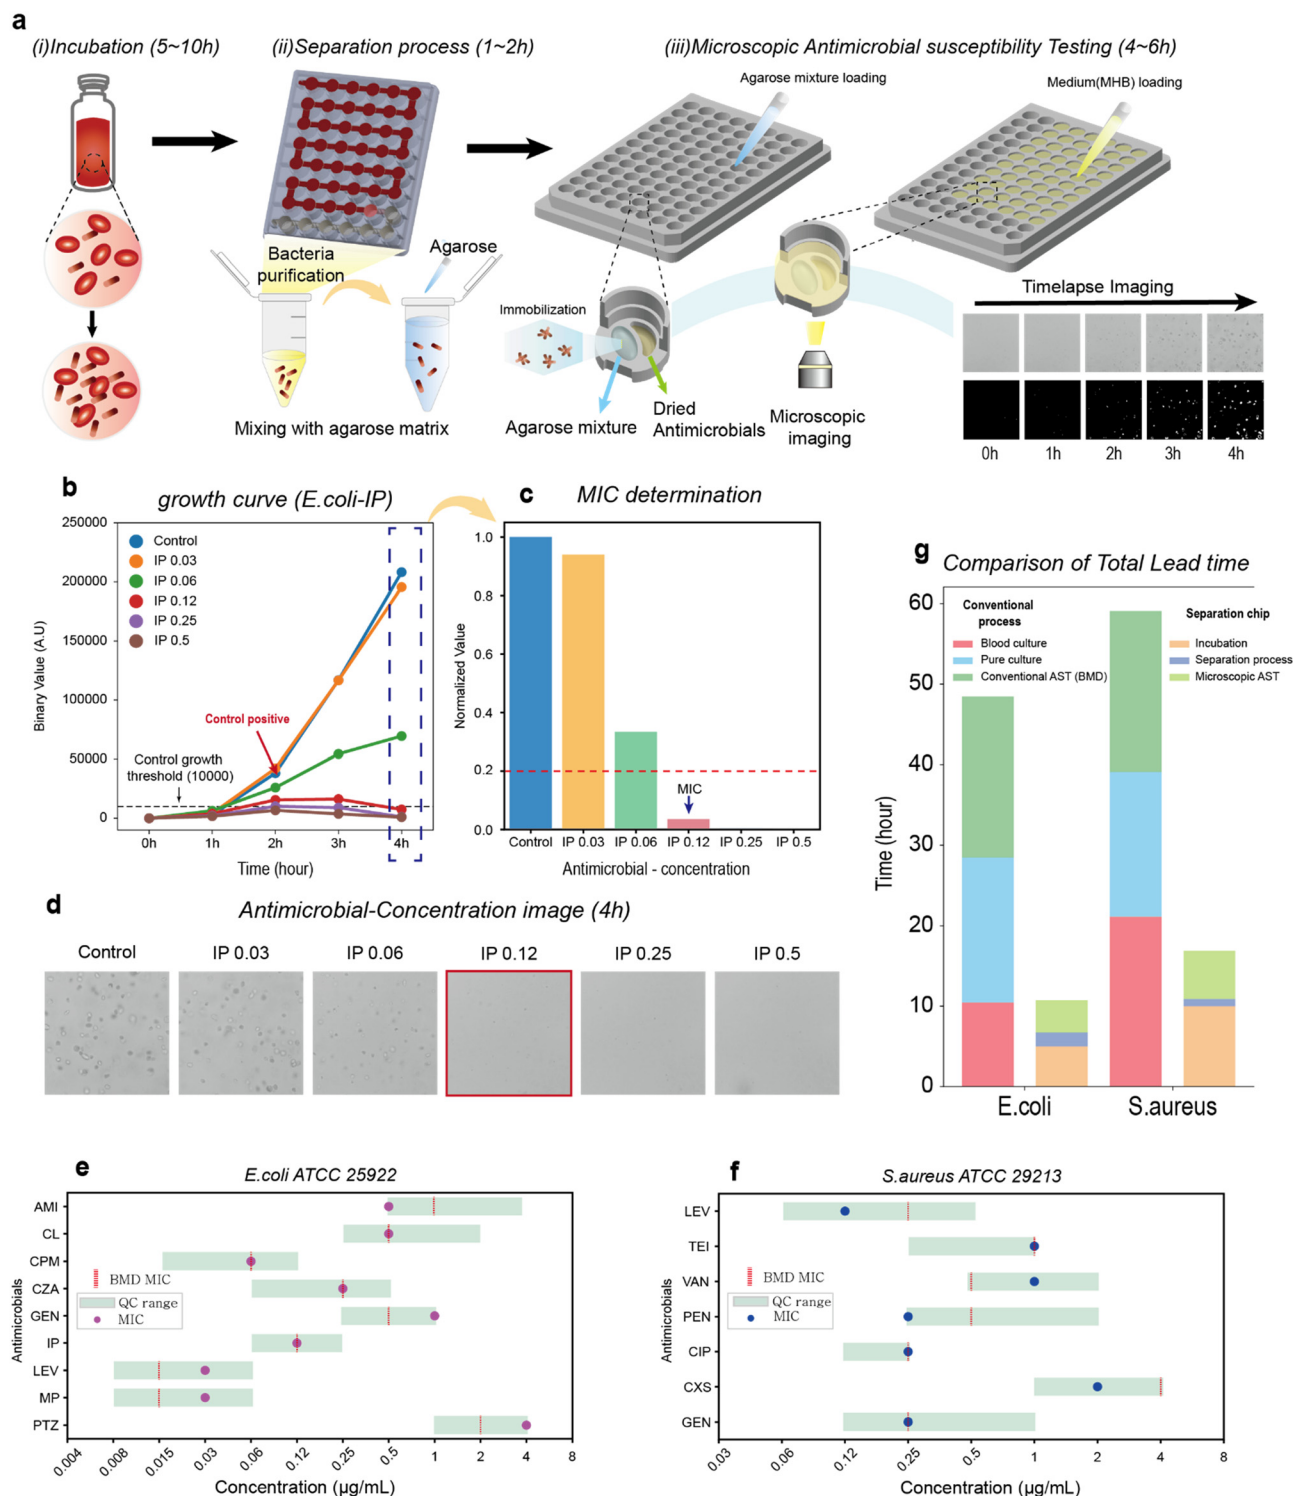 a
(i)Incubation (5~10h)
(ii)Separation process (1~2h)
(iii)Microscopic Antimicrobial susceptibility Testing (4~6h)
Agarose mixture loading
Medium(MHB) loading
Bacteria
purification
Agarose
Mixing with agarose matrix
Immobilization
Agarose mixture
Dried
Antimicrobials
Microscopic
imaging
Timelapse Imaging
0h 1h 2h 3h 4h
b
growth curve (E.coli-IP)
250000
200000
150000
100000
50000
0
Binary Value (A.U)
Control
IP 0.03
IP 0.06
IP 0.12
IP 0.25
IP 0.5
Control positive
Control growth
threshold (10000)
0h 1h 2h 3h 4h
Time (hour)
c
MIC determination
1.0
0.8
0.6
0.4
0.2
0.0
Normalized Value
MIC
Control IP 0.03 IP 0.06 IP 0.12 IP 0.25 IP 0.5
Antimicrobial - concentration
g
Comparison of Total Lead time
60
50
40
30
20
10
0
Time (hour)
Conventional
process
Blood culture
Pure culture
Conventional AST (BMD)
Separation chip
Incubation
Separation process
Microscopic AST
E.coli S.aureus
d
Antimicrobial-Concentration image (4h)
Control IP 0.03 IP 0.06 IP 0.12 IP 0.25 IP 0.5
e
E.coli ATCC 25922
Antimicrobials
AMI
CL
CPM
CZA
GEN
IP
LEV
MP
PTZ
BMD MIC
QC range
MIC
0.004 0.008 0.015 0.03 0.06 0.12 0.25 0.5 1 2 4 8
Concentration (µg/mL)
f
S.aureus ATCC 29213
Antimicrobials
LEV
TEI
VAN
PEN
CIP
CXS
GEN
BMD MIC
QC range
MIC
0.03 0.06 0.12 0.25 0.5 1 2 4 8
Concentration (µg/mL)